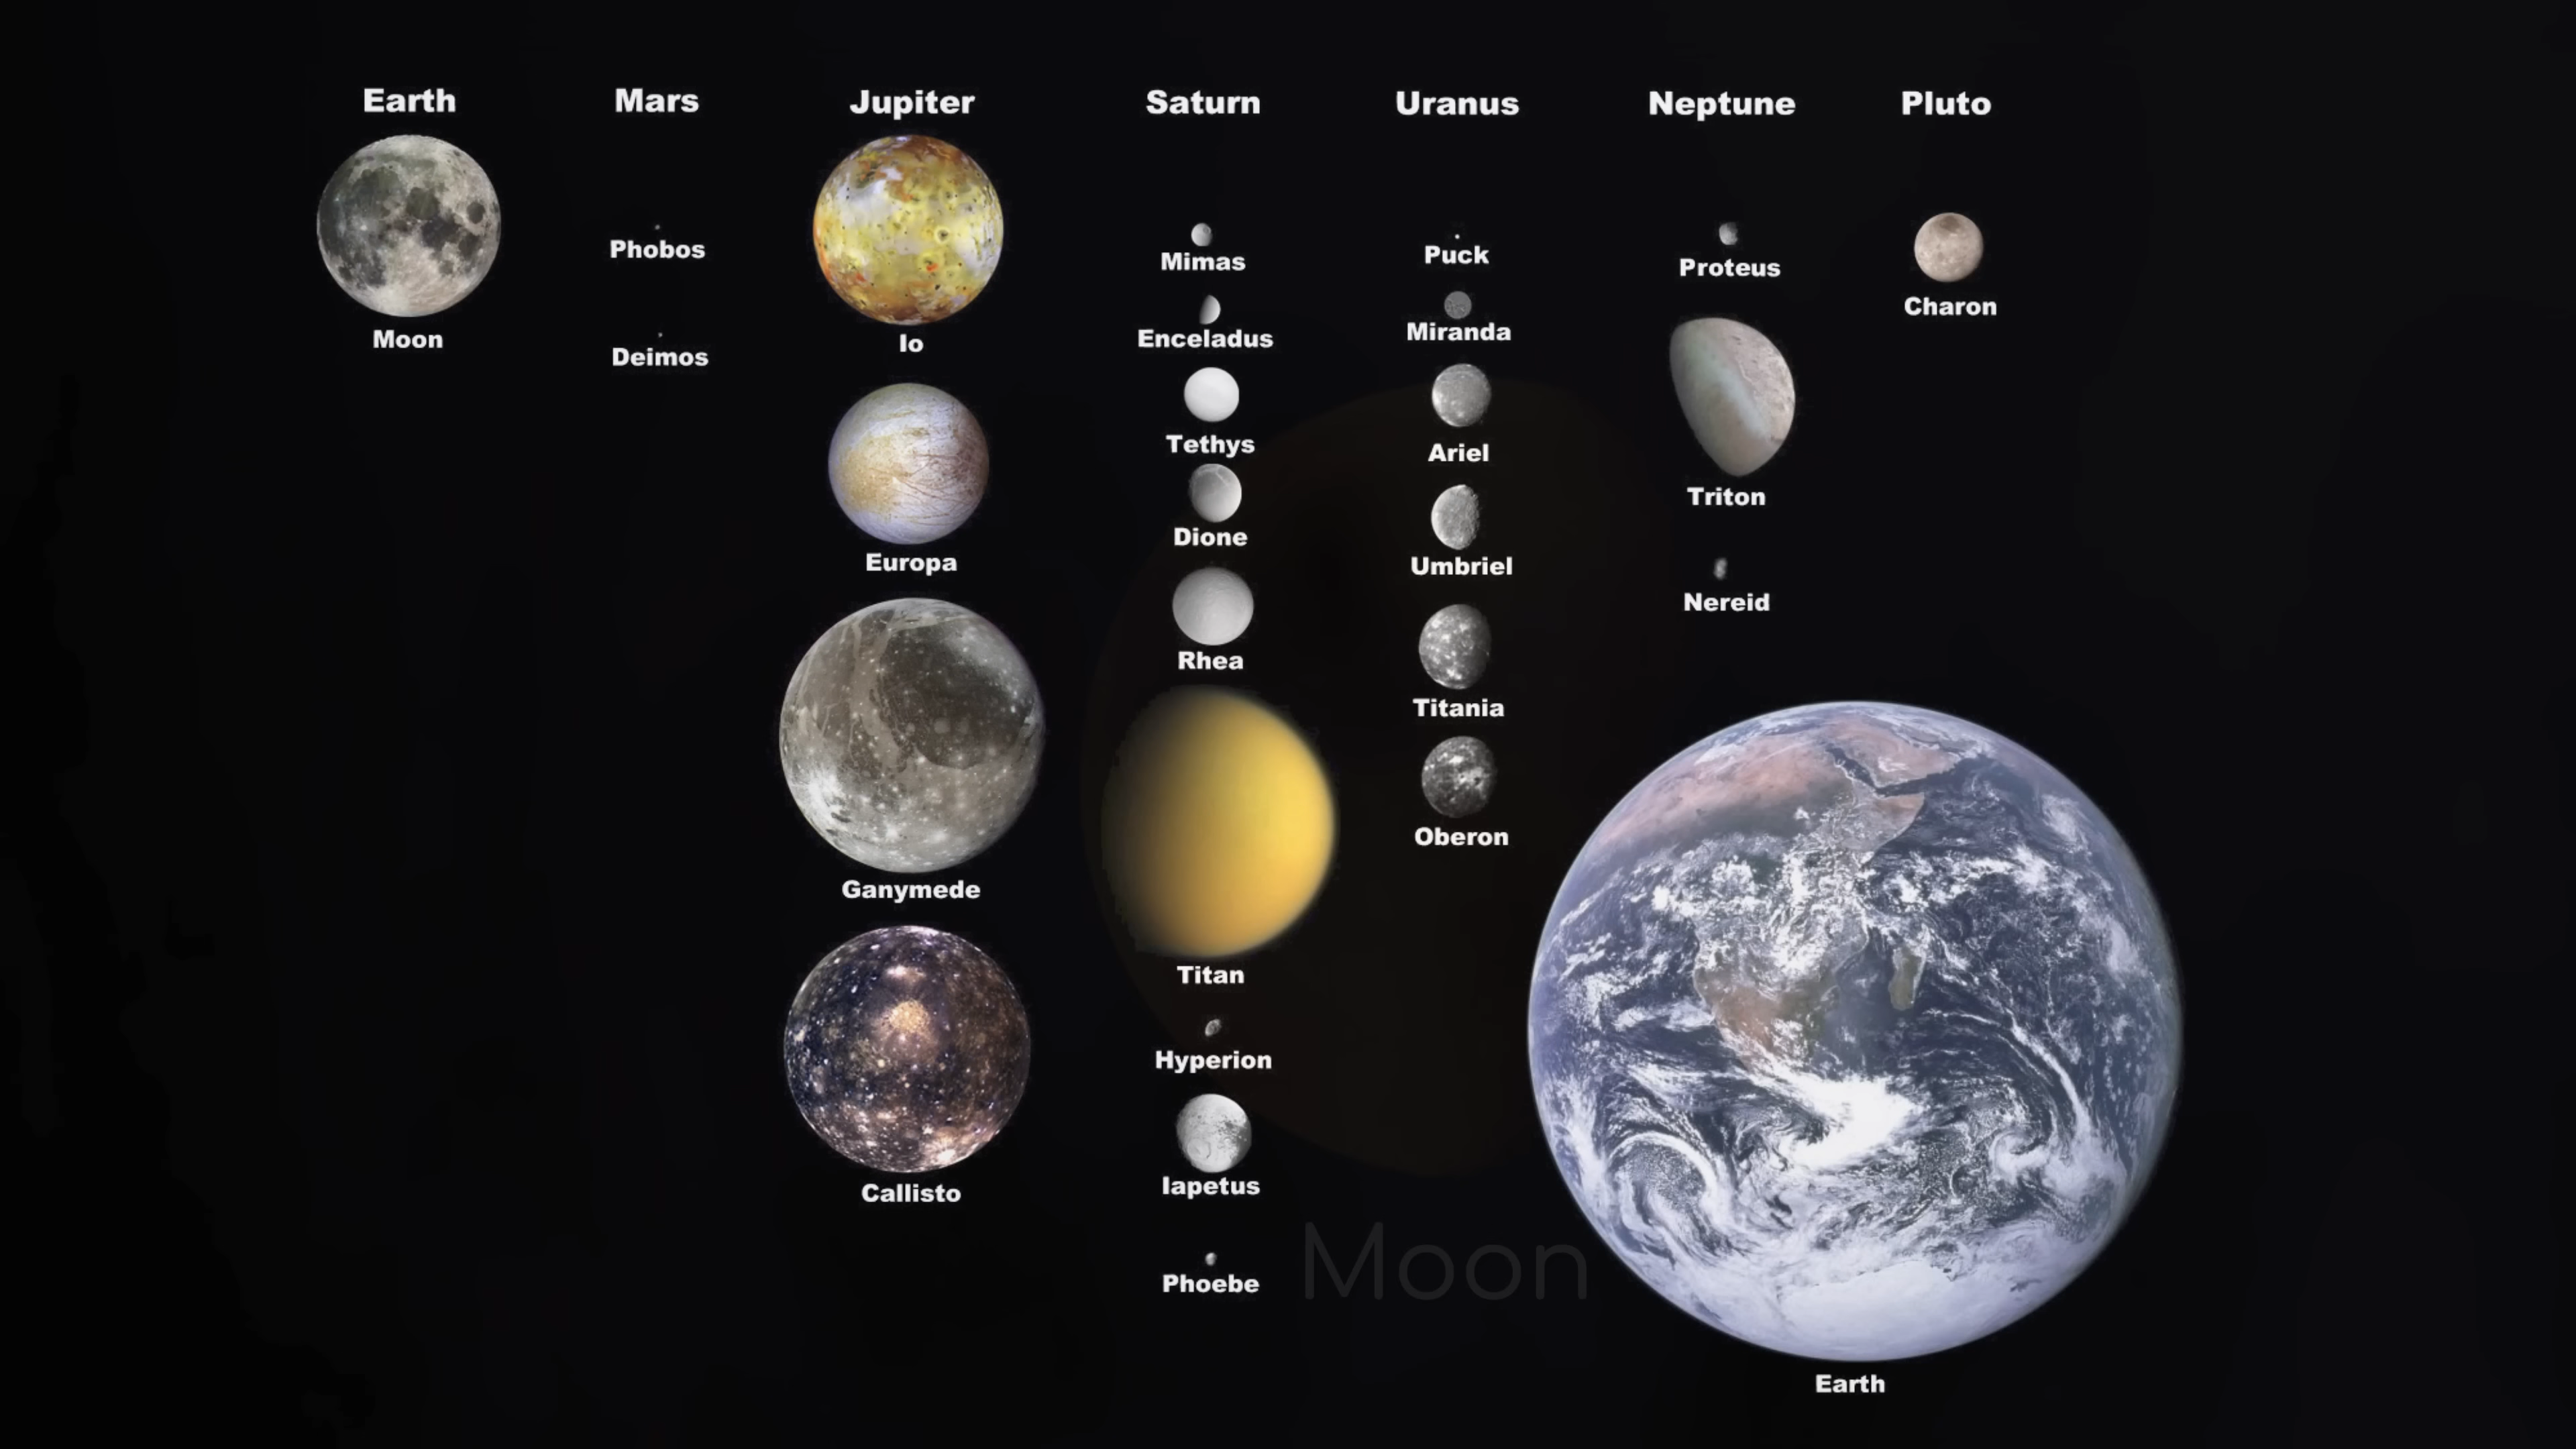 Earth
Mars
Jupiter
Saturn
Uranus
Neptune
Pluto
Moon
Phobos
Deimos
Io
Europa
Ganymede
Callisto
Mimas
Enceladus
Tethys
Dione
Rhea
Titan
Hyperion
Iapetus
Phoebe
Puck
Miranda
Ariel
Umbriel
Titania
Oberon
Proteus
Triton
Nereid
Charon
Moon
Earth